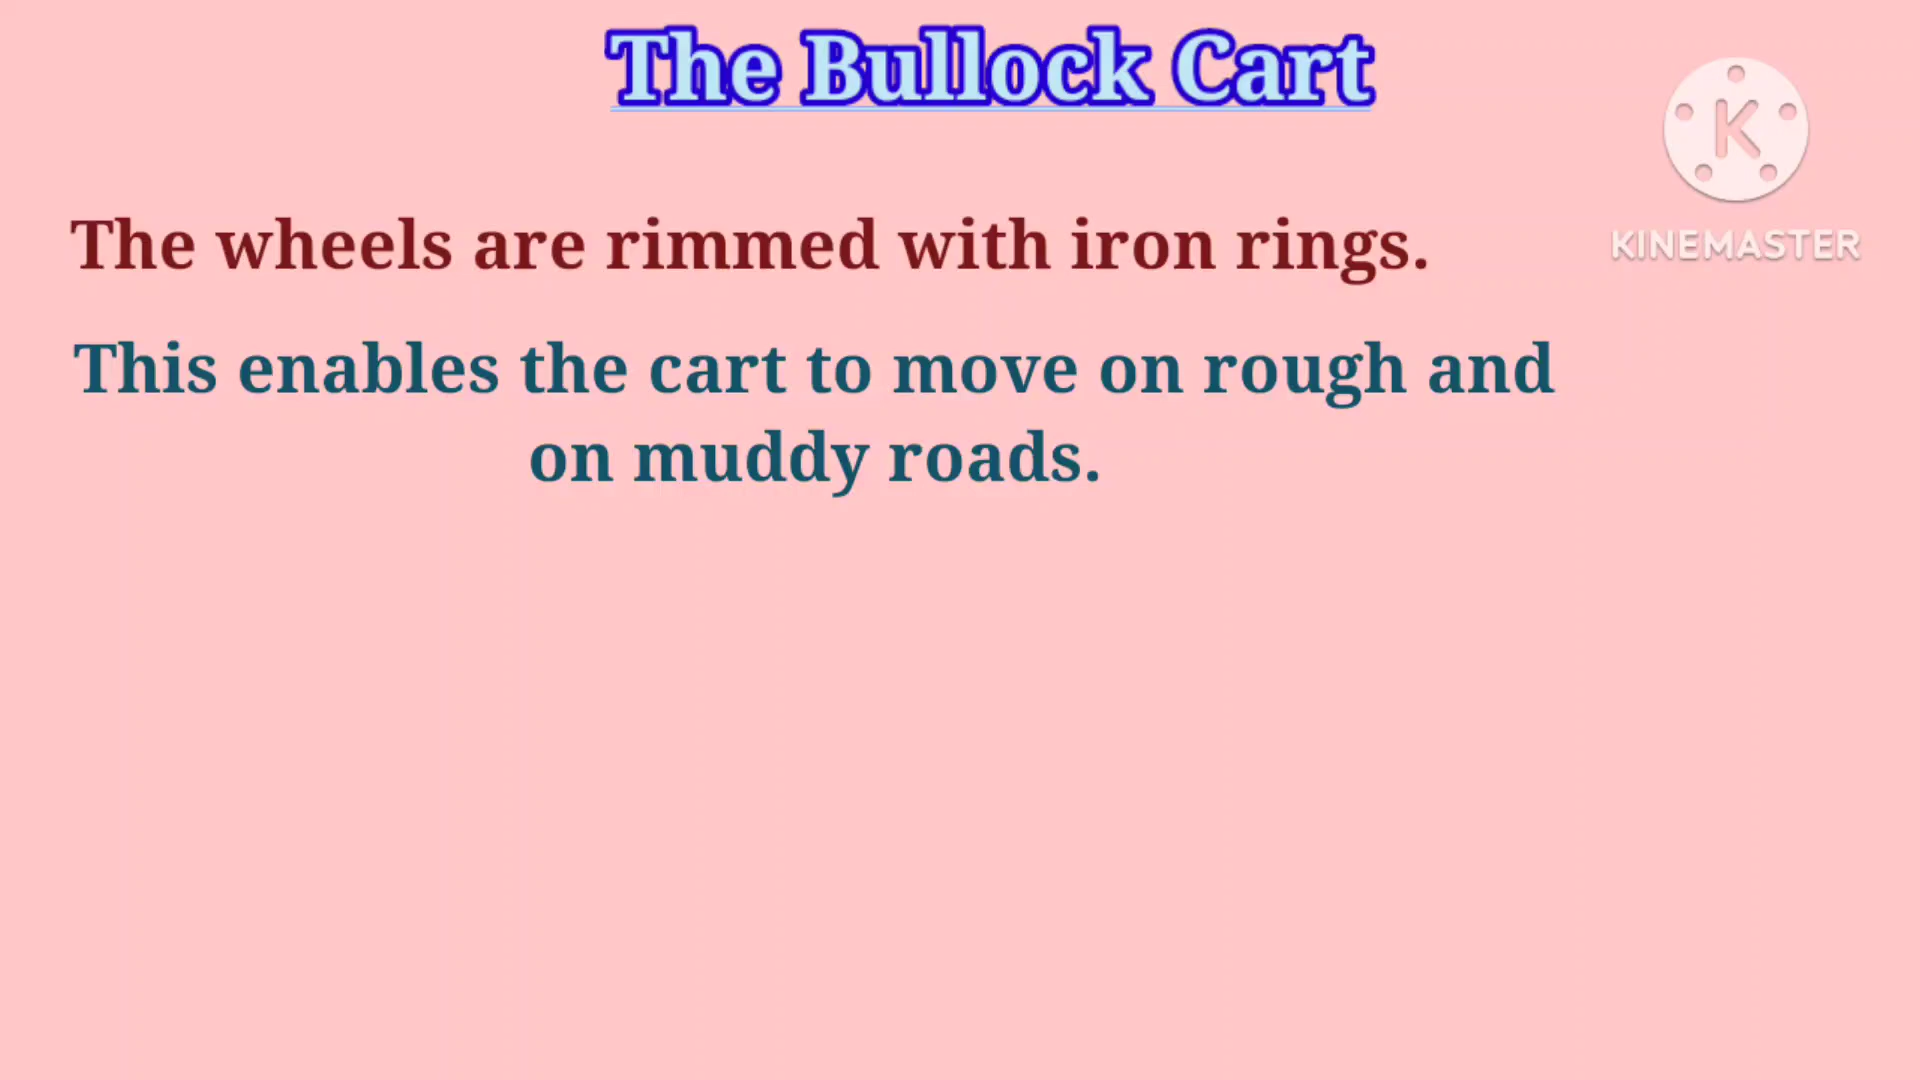 The Bullock Cart
K
KINEMASTER
The wheels are rimmed with iron rings.
This enables the cart to move on rough and
on muddy roads.